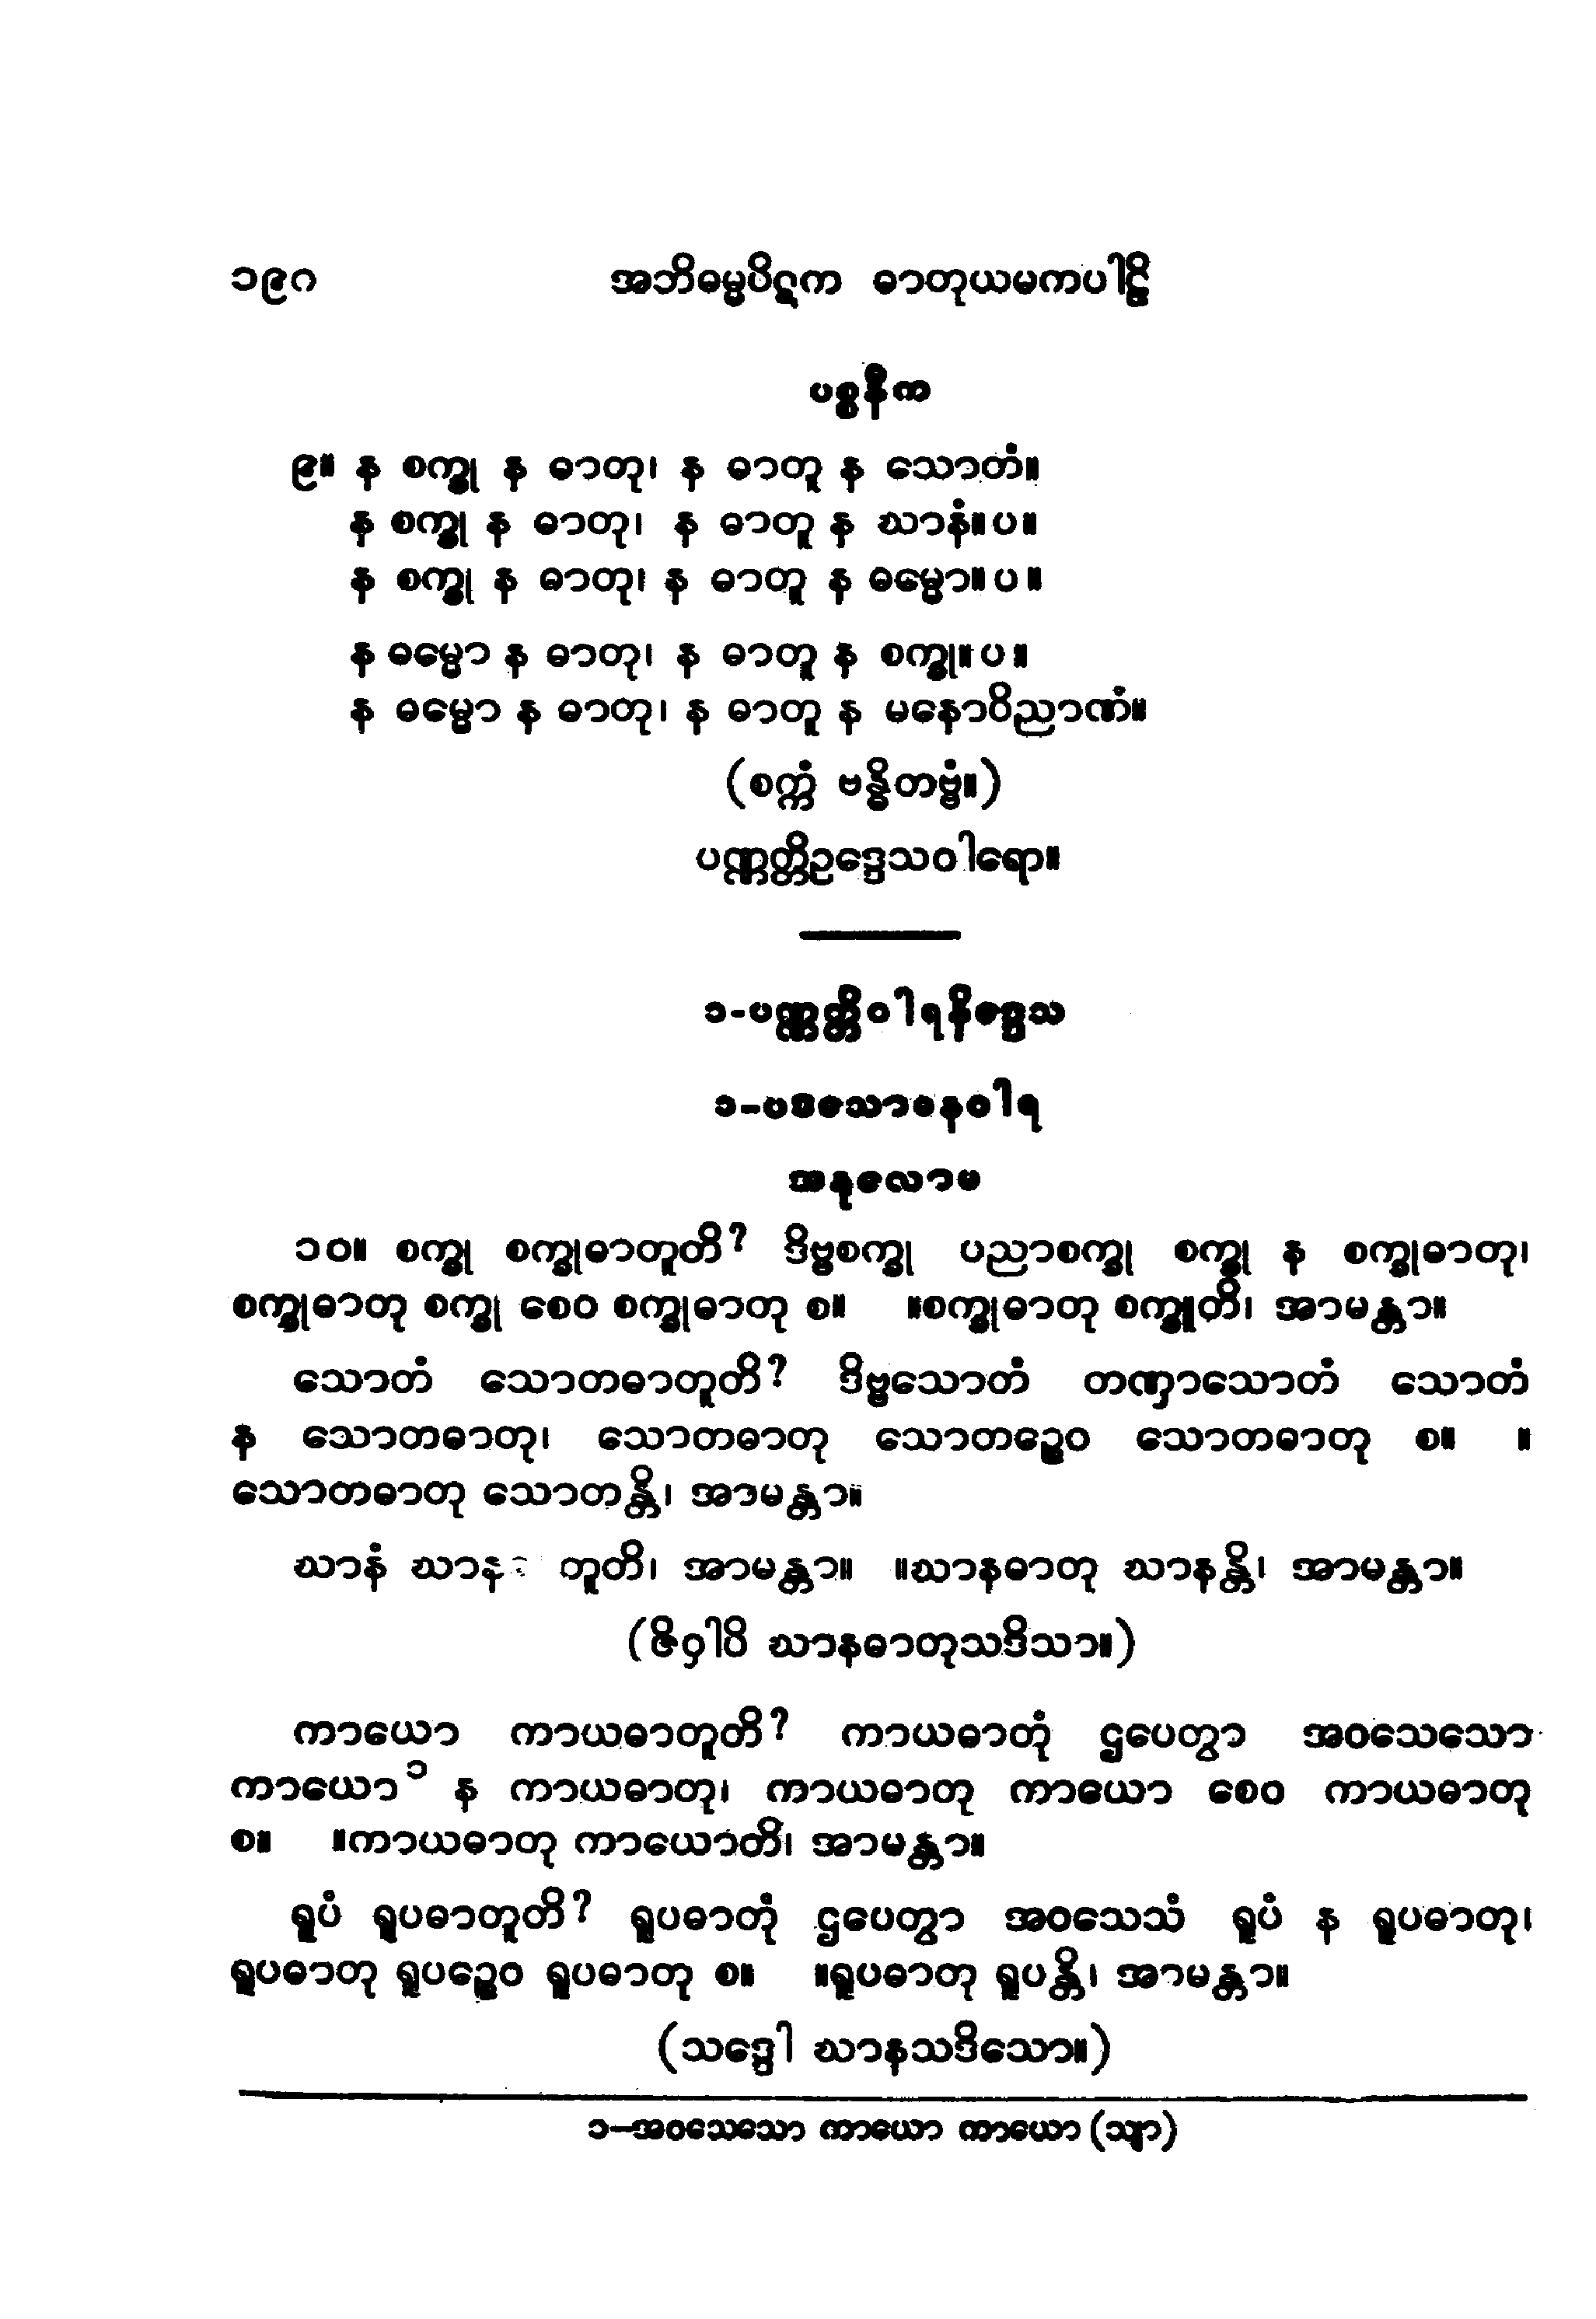 ၁၉ဂ အဘိဓမ္မပိဋက ဓာတုယမကပါဠိ
ပစ္စနီက
၉။ န စက္ခု န ဓာတု၊ န ဓာတူ န သောတံ။
န စက္ခု န ဓာတု၊ န ဓာတူ န ဃာနံ။ပ။
န စက္ခု န ဓာတု၊ န ဓာတူ န ဓမ္မော။ပ။
န ဓမ္မော န ဓာတု၊ န ဓာတူ န စက္ခု။ပ။
န ဓမ္မော န ဓာတု၊ န ဓာတူ န မနောဝိညာဏံ။
(စက္ကံ ဗန္ဓိတဗ္ဗံ။)
ပဏ္ဏတ္တိဥဒ္ဒေသဝါရော။
၁-ပဏ္ဏတ္တိဝါရနိဒ္ဒေသ
၁-ပဒသောဓနဝါရ
အနုလောမ
၁၀။ စက္ခု စက္ခုဓာတူတိ? ဒိဗ္ဗစက္ခု ပညာစက္ခု စက္ခု န စက္ခုဓာတု၊
စက္ခုဓာတု စက္ခု စေဝ စက္ခုဓာတု စ။ ။စက္ခုဓာတု စက္ခူတိ၊ အာမန္တာ။
သောတံ သောတဓာတူတိ? ဒိဗ္ဗသောတံ တဏှာသောတံ သောတံ
န သောတဓာတု၊ သောတဓာတု သောတဉ္စေဝ သောတဓာတု စ။ ။
သောတဓာတု သောတန္တိ၊ အာမန္တာ။
ဃာနံ ဃာန တူတိ၊ အာမန္တာ။ ။ဃာနဓာတု ဃာနန္တိ၊ အာမန္တာ။
(ဇိဝှါပိ ဃာနဓာတုသဒိသာ။)
ကာယော ကာယဓာတူတိ? ကာယဓာတုံ ဌပေတွာ အဝသေသော
ကာယော ၁ န ကာယဓာတု၊ ကာယဓာတု ကာယော စေဝ ကာယဓာတု
စ။ ။ကာယဓာတု ကာယောတိ၊ အာမန္တာ။
ရူပံ ရူပဓာတူတိ? ရူပဓာတုံ ဌပေတွာ အဝသေသံ ရူပံ န ရူပဓာတု၊
ရူပဓာတု ရူပဉ္စေဝ ရူပဓာတု စ။ ။ရူပဓာတု ရူပန္တိ၊ အာမန္တာ။
(သဒ္ဒေါ ဃာနသဒိသော။)
၁–အဝသေသော ကာယော ကာယော (သျာ)